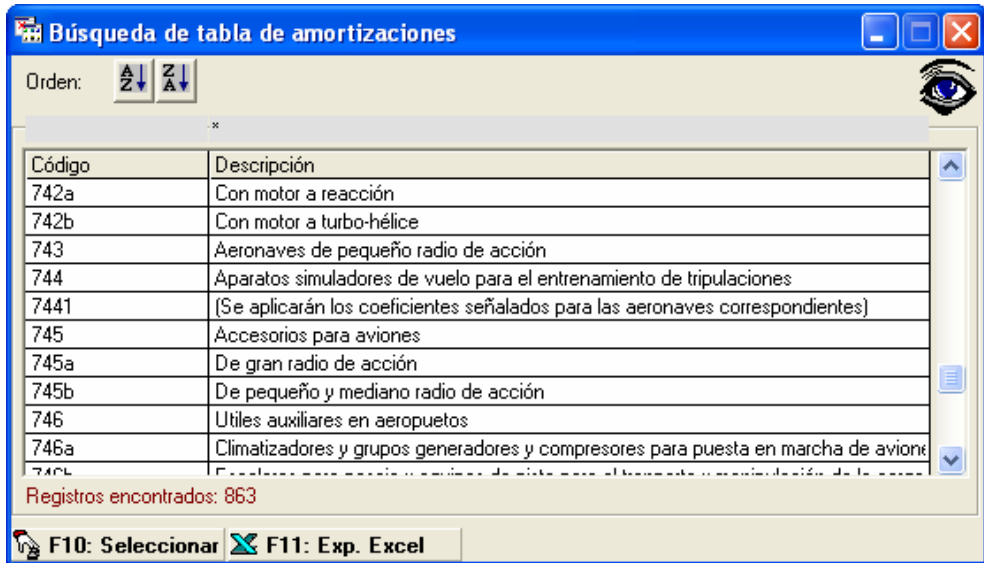 Búsqueda de tabla de amortizaciones
Orden:
*
Código Descripción
742a Con motor a reacción
742b Con motor a turbo-hélice
743 Aeronaves de pequeño radio de acción
744 Aparatos simuladores de vuelo para el entrenamiento de tripulaciones
7441 (Se aplicarán los coeficientes señalados para las aeronaves correspondientes)
745 Accesorios para aviones
745a De gran radio de acción
745b De pequeño y mediano radio de acción
746 Utiles auxiliares en aeropuetos
746a Climatizadores y grupos generadores y compresores para puesta en marcha de avione
Registros encontrados: 863
F10: Seleccionar F11: Exp. Excel